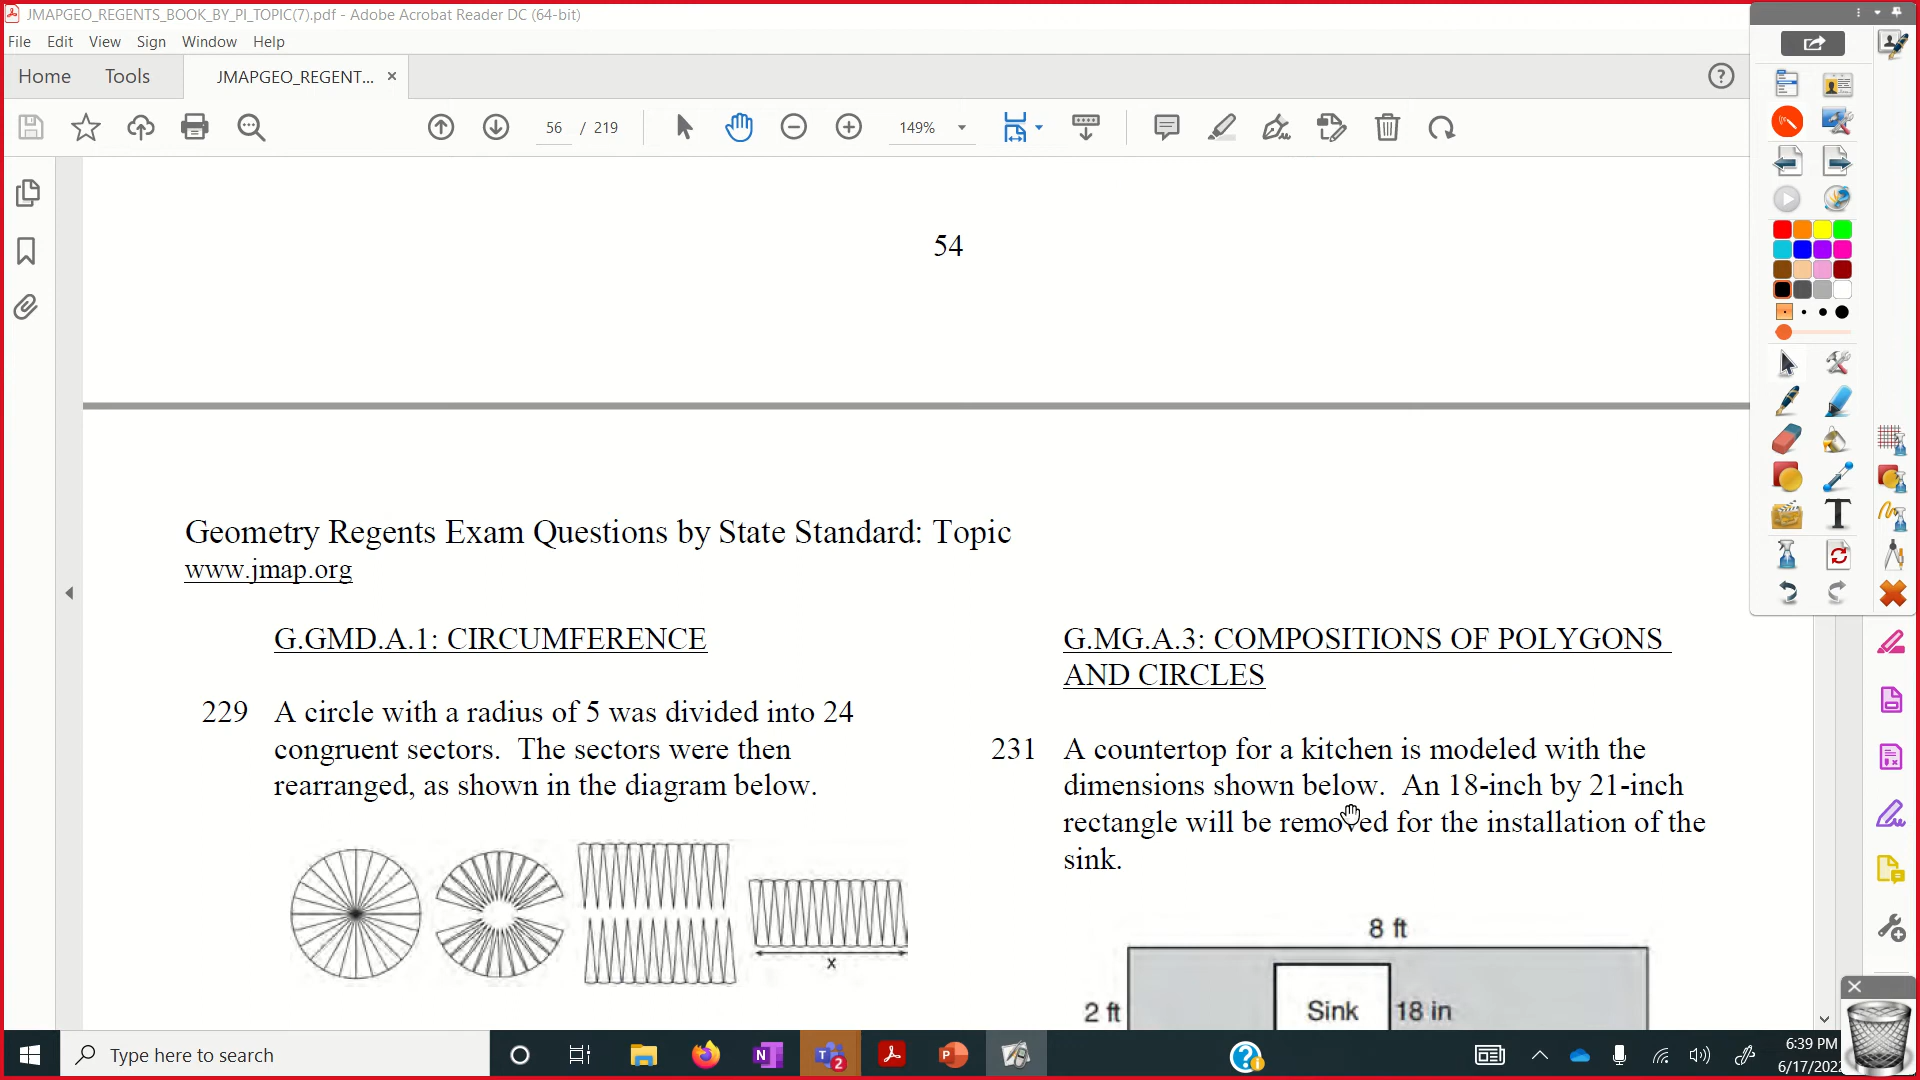 JMAPGEO_REGENTS_BOOK_BY_PI_TOPIC(7).pdf - Adobe Acrobat Reader DC (64-bit)
File Edit View Sign Window Help
Home Tools JMAPGEO_REGENT... ×
56 / 219 149%
54
Geometry Regents Exam Questions by State Standard: Topic
www.jmap.org
G.GMD.A.1: CIRCUMFERENCE
229 A circle with a radius of 5 was divided into 24
congruent sectors. The sectors were then
rearranged, as shown in the diagram below.
x
G.MG.A.3: COMPOSITIONS OF POLYGONS
AND CIRCLES
231 A countertop for a kitchen is modeled with the
dimensions shown below. An 18-inch by 21-inch
rectangle will be removed for the installation of the
sink.
8 ft
2 ft Sink 18 in
Type here to search
6:39 PM
6/17/202